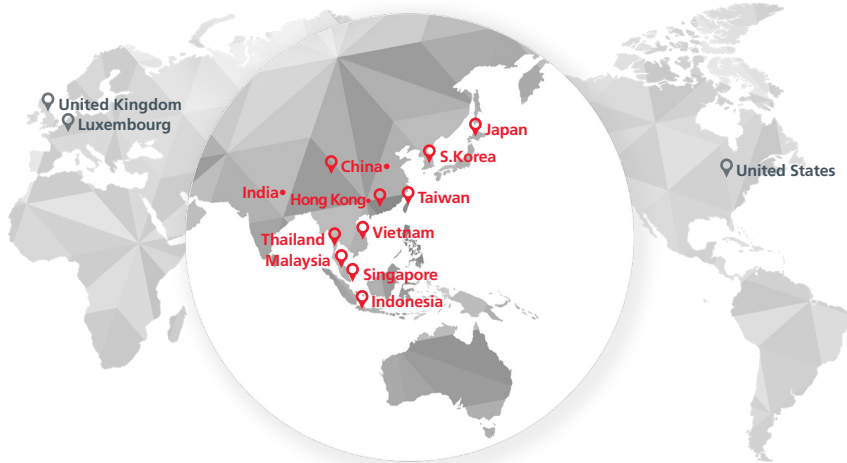 United Kingdom
Luxembourg
Japan
S.Korea
China•
United States
India•
Hong Kong•
Taiwan
Thailand
Vietnam
Malaysia
Singapore
Indonesia